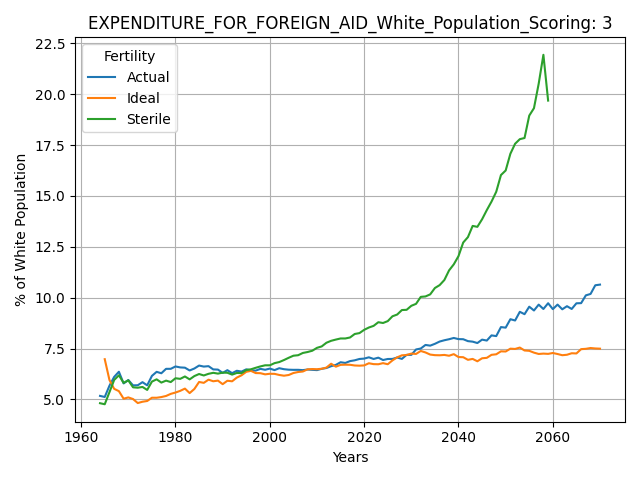 EXPENDITURE_FOR_FOREIGN_AID_White_Population_Scoring: 3
Fertility
Actual
Ideal
Sterile
% of White Population
22.5
20.0
17.5
15.0
12.5
10.0
7.5
5.0
1960 1980 2000 2020 2040 2060
Years